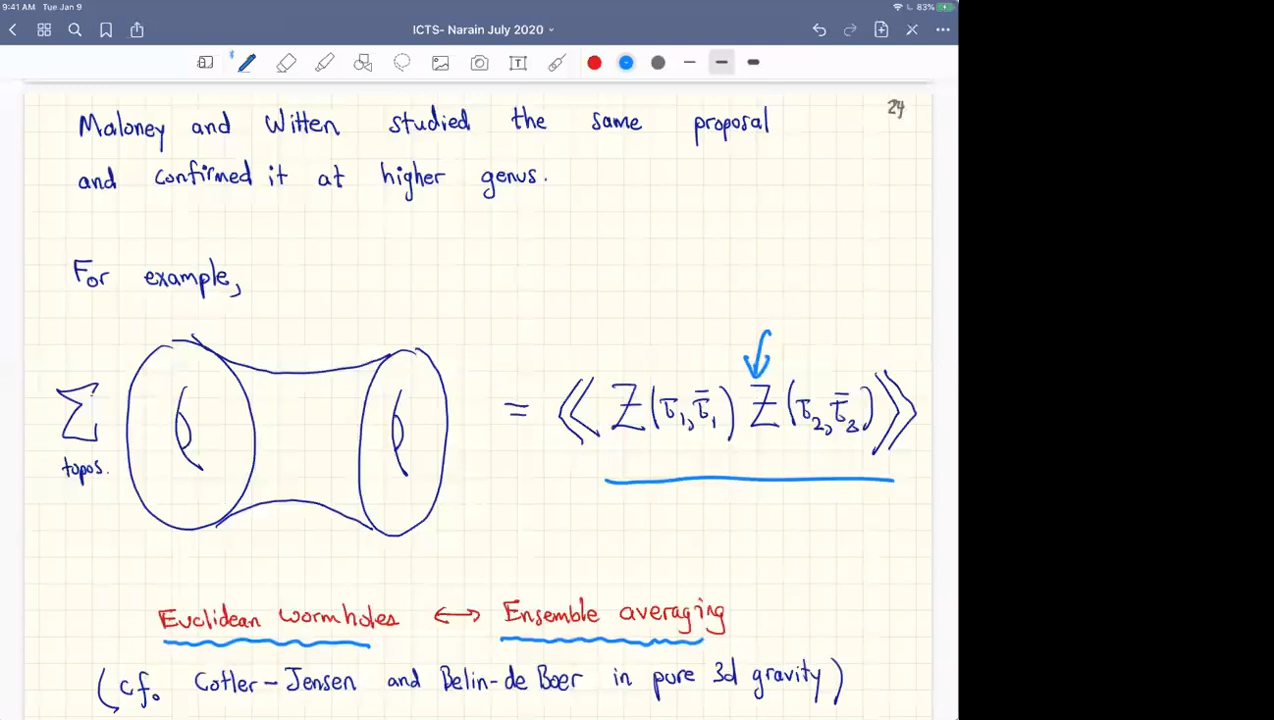 9:41 AM Tue Jan 9
83%
ICTS- Narain July 2020
24
Maloney and Witten studied the same proposal
and confirmed it at higher genus.
For example,
∑ topos. = ⟨⟨ Z(τ₁, τ̄₁) Z(τ₂, τ̄₂) ⟩⟩
Euclidean wormholes ↔ Ensemble averaging
(cf. Cotler-Jensen and Belin-de Boer in pure 3d gravity)